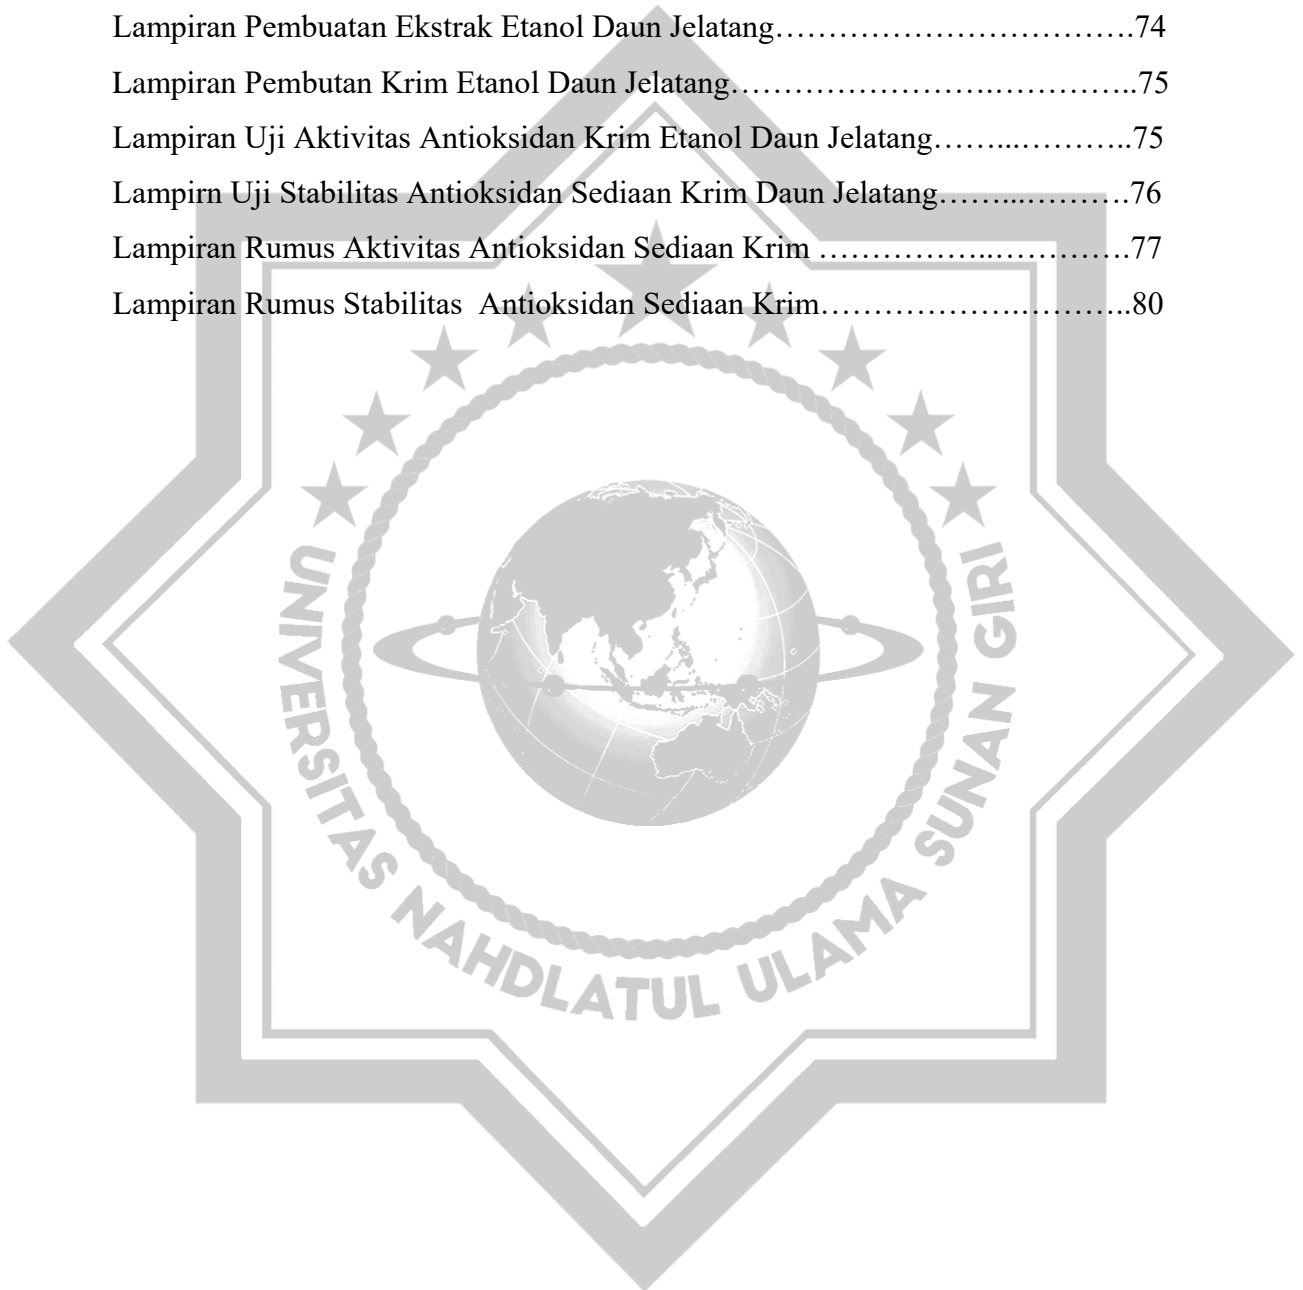 Lampiran Pembuatan Ekstrak Etanol Daun Jelatang…………………………….74
Lampiran Pembutan Krim Etanol Daun Jelatang…………………….…………..75
Lampiran Uji Aktivitas Antioksidan Krim Etanol Daun Jelatang……...………..75
Lampirn Uji Stabilitas Antioksidan Sediaan Krim Daun Jelatang……...……….76
Lampiran Rumus Aktivitas Antioksidan Sediaan Krim ……………..………….77
Lampiran Rumus Stabilitas  Antioksidan Sediaan Krim……………….………..80
UNIVERSITAS NAHDLATUL ULAMA SUNAN GIRI